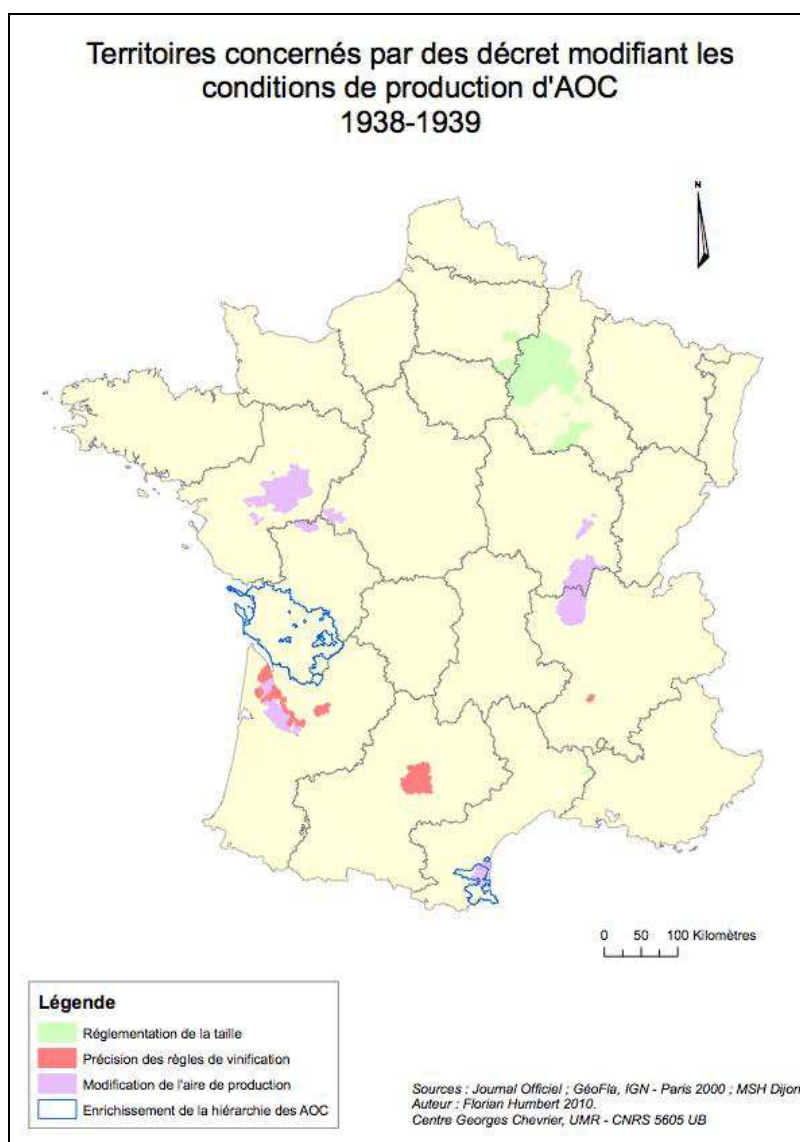 Territoires concernés par des décret modifiant les
conditions de production d'AOC
1938-1939
N
0 50 100 Kilomètres
Légende
Réglementation de la taille
Précision des règles de vinification
Modification de l'aire de production
Enrichissement de la hiérarchie des AOC
Sources : Journal Officiel ; GéoFla, IGN - Paris 2000 ; MSH Dijon
Auteur : Florian Humbert 2010.
Centre Georges Chevrier, UMR - CNRS 5605 UB